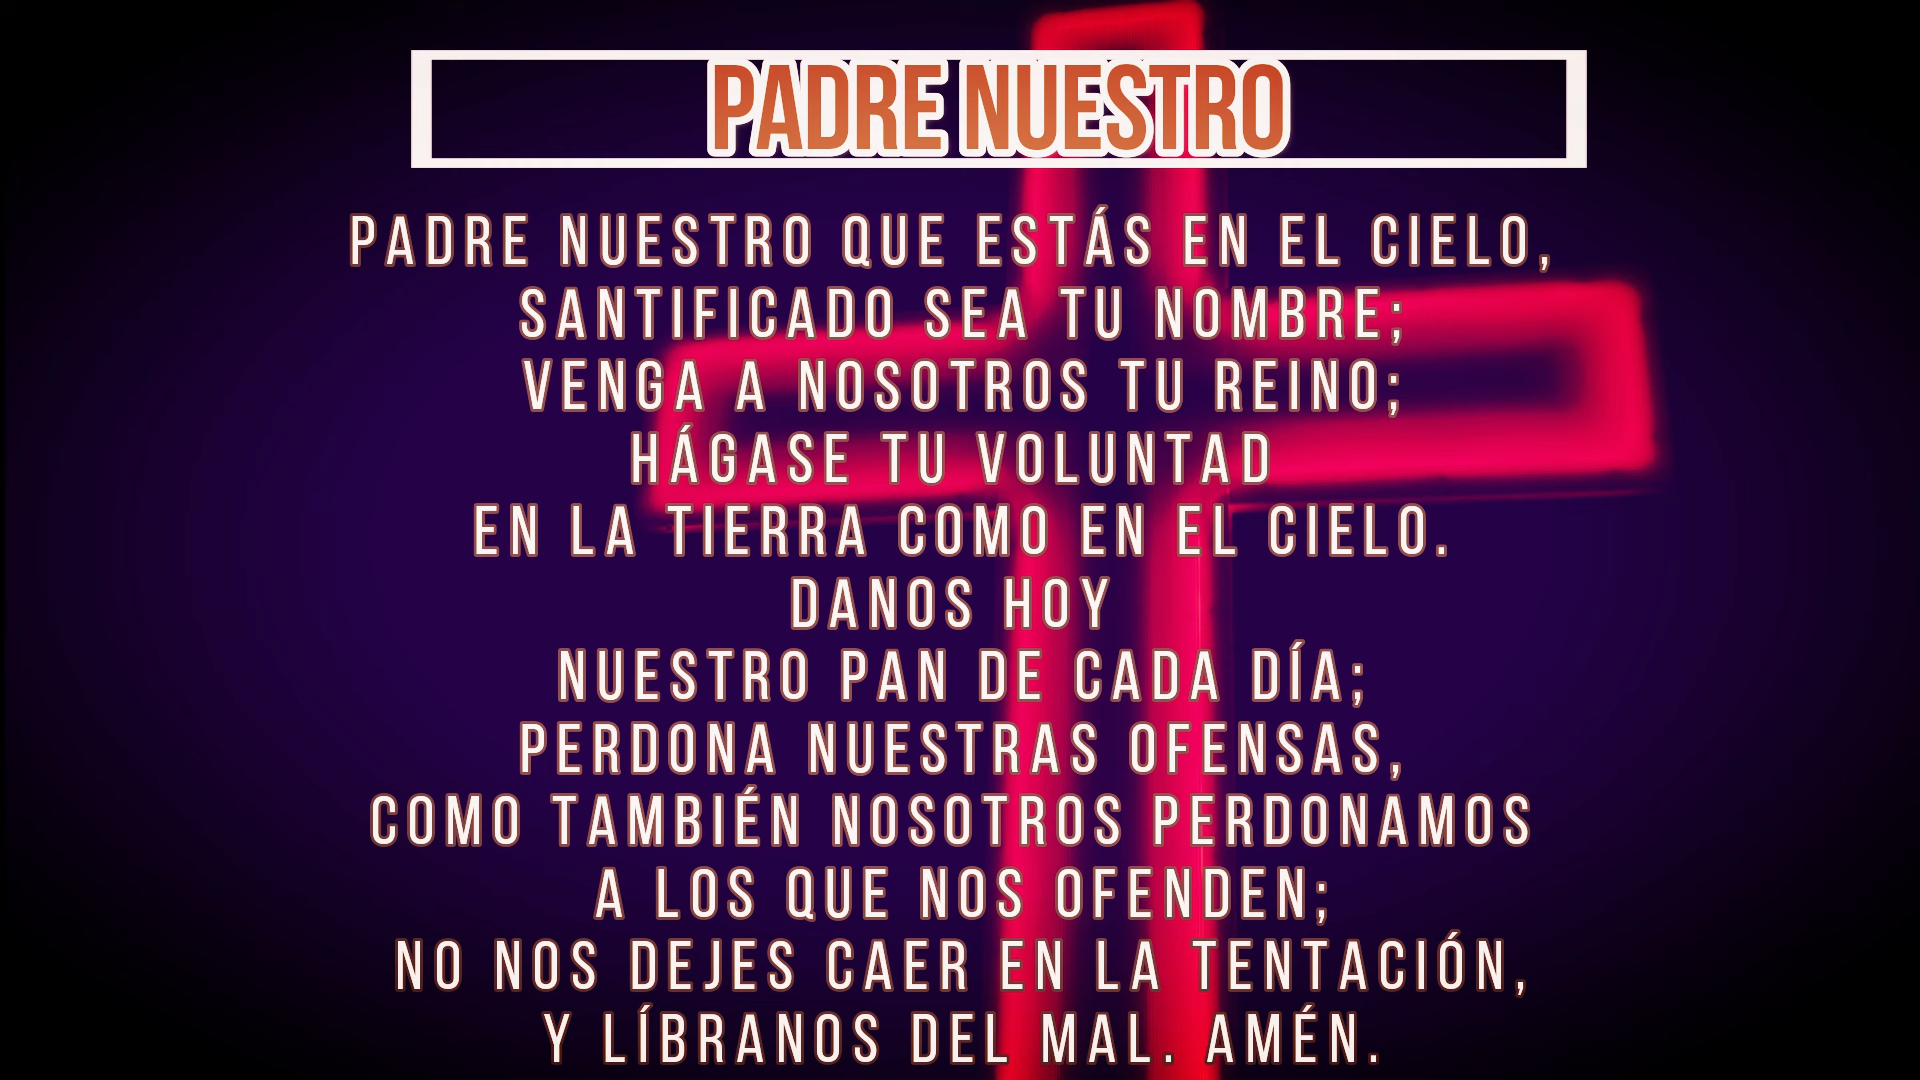 PADRE NUESTRO
PADRE NUESTRO QUE ESTÁS EN EL CIELO,
SANTIFICADO SEA TU NOMBRE;
VENGA A NOSOTROS TU REINO;
HÁGASE TU VOLUNTAD
EN LA TIERRA COMO EN EL CIELO.
DANOS HOY
NUESTRO PAN DE CADA DÍA;
PERDONA NUESTRAS OFENSAS,
COMO TAMBIÉN NOSOTROS PERDONAMOS
A LOS QUE NOS OFENDEN;
NO NOS DEJES CAER EN LA TENTACIÓN,
Y LÍBRANOS DEL MAL. AMÉN.